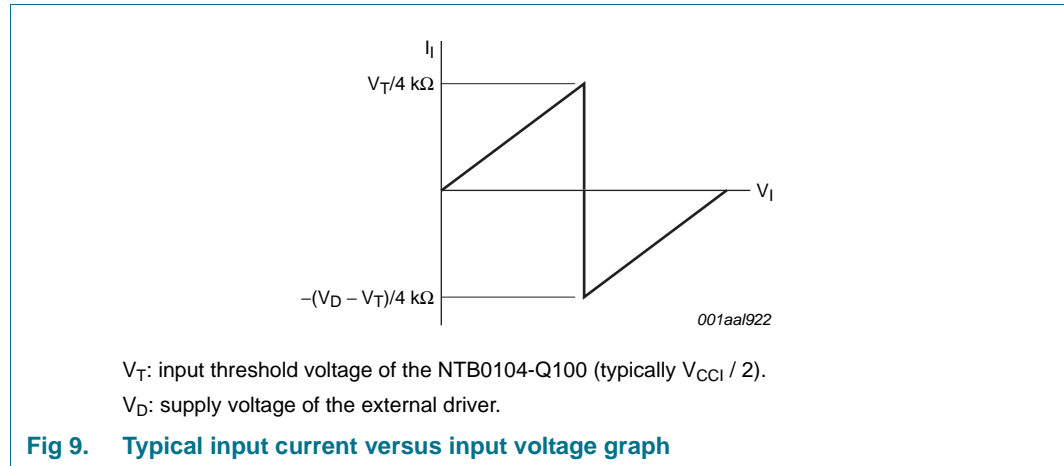 I_I
V_T/4 kΩ
V_I
−(V_D − V_T)/4 kΩ
001aal922
V_T: input threshold voltage of the NTB0104-Q100 (typically V_CCI / 2).
V_D: supply voltage of the external driver.
Fig 9. Typical input current versus input voltage graph